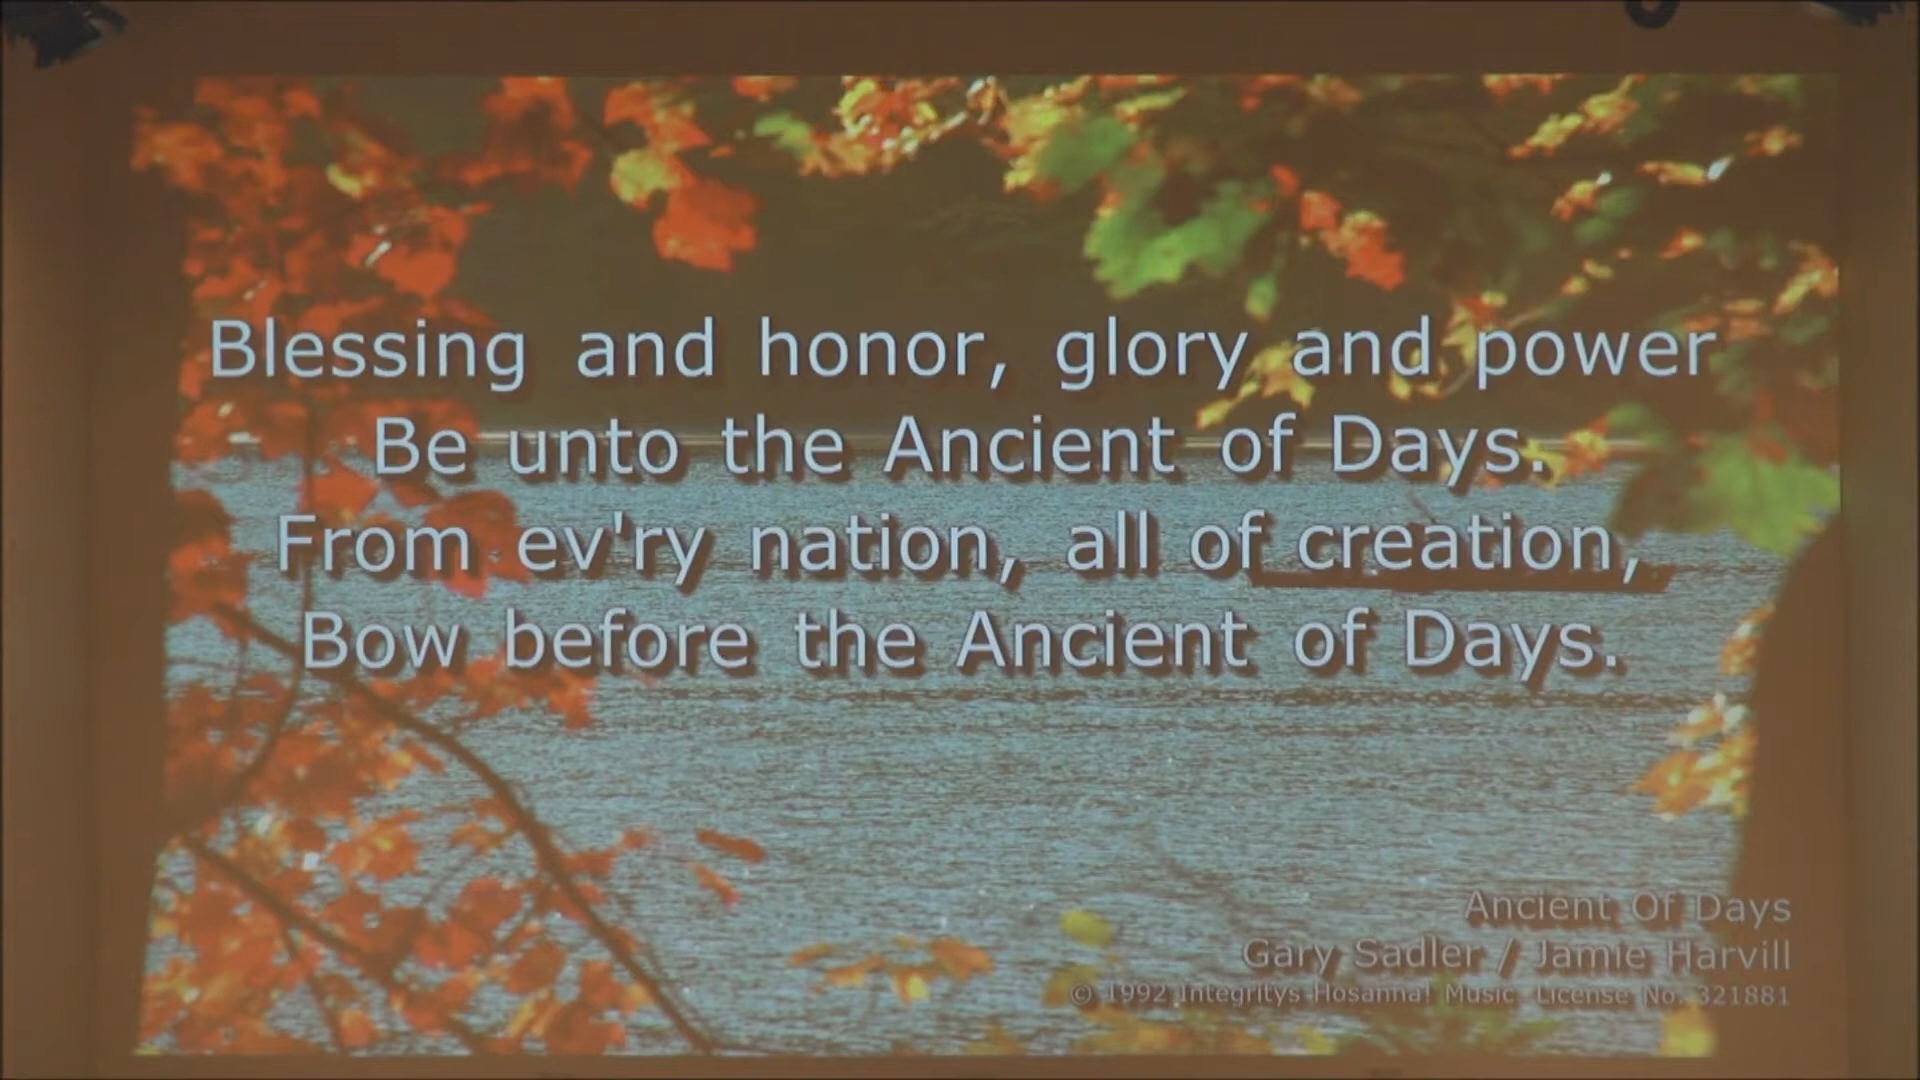 Blessing and honor, glory and power
Be unto the Ancient of Days.
From ev'ry nation, all of creation,
Bow before the Ancient of Days.
Ancient Of Days
Gary Sadler / Jamie Harvill
© 1992 Integritys Hosanna! Music License No. 321881